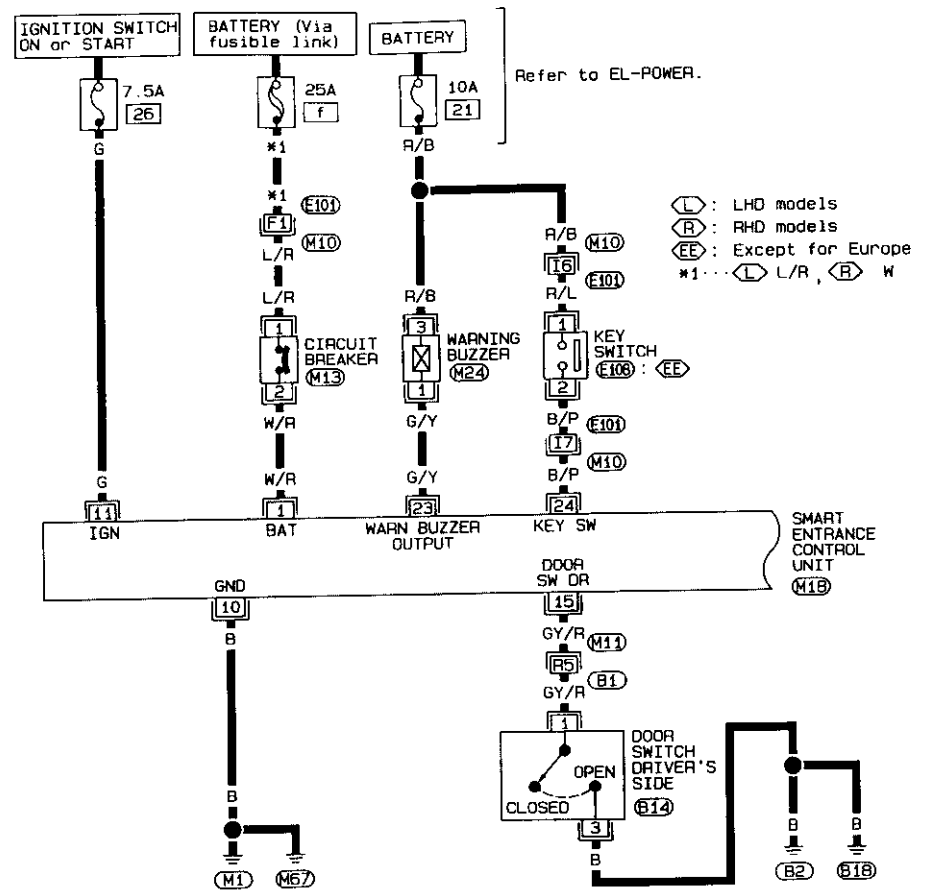 IGNITION SWITCH
ON or START
BATTERY (Via
fusible link)
BATTERY
Refer to EL-POWER.
7.5A
26
25A
f
10A
21
G
*1
R/B
*1
E101
F1
M10
L/R
R/B
M10
I6
E101
R/L
L : LHD models
R : RHD models
EE : Except for Europe
*1··· L L/R, R W
L/R
R/B
1
CIRCUIT
BREAKER
M13
2
3
WARNING
BUZZER
M24
1
1
KEY
SWITCH
E108 : EE
2
W/R
G/Y
B/P
E101
I7
M10
G
W/R
G/Y
B/P
11
1
23
24
IGN
BAT
WARN BUZZER
OUTPUT
KEY SW
SMART
ENTRANCE
CONTROL
UNIT
M18
GND
DOOR
SW DR
10
15
B
GY/R
M11
R5
B1
GY/R
1
DOOR
SWITCH
DRIVER'S
SIDE
B14
OPEN
CLOSED
3
B
B
B
B
M1
M67
B2
B18